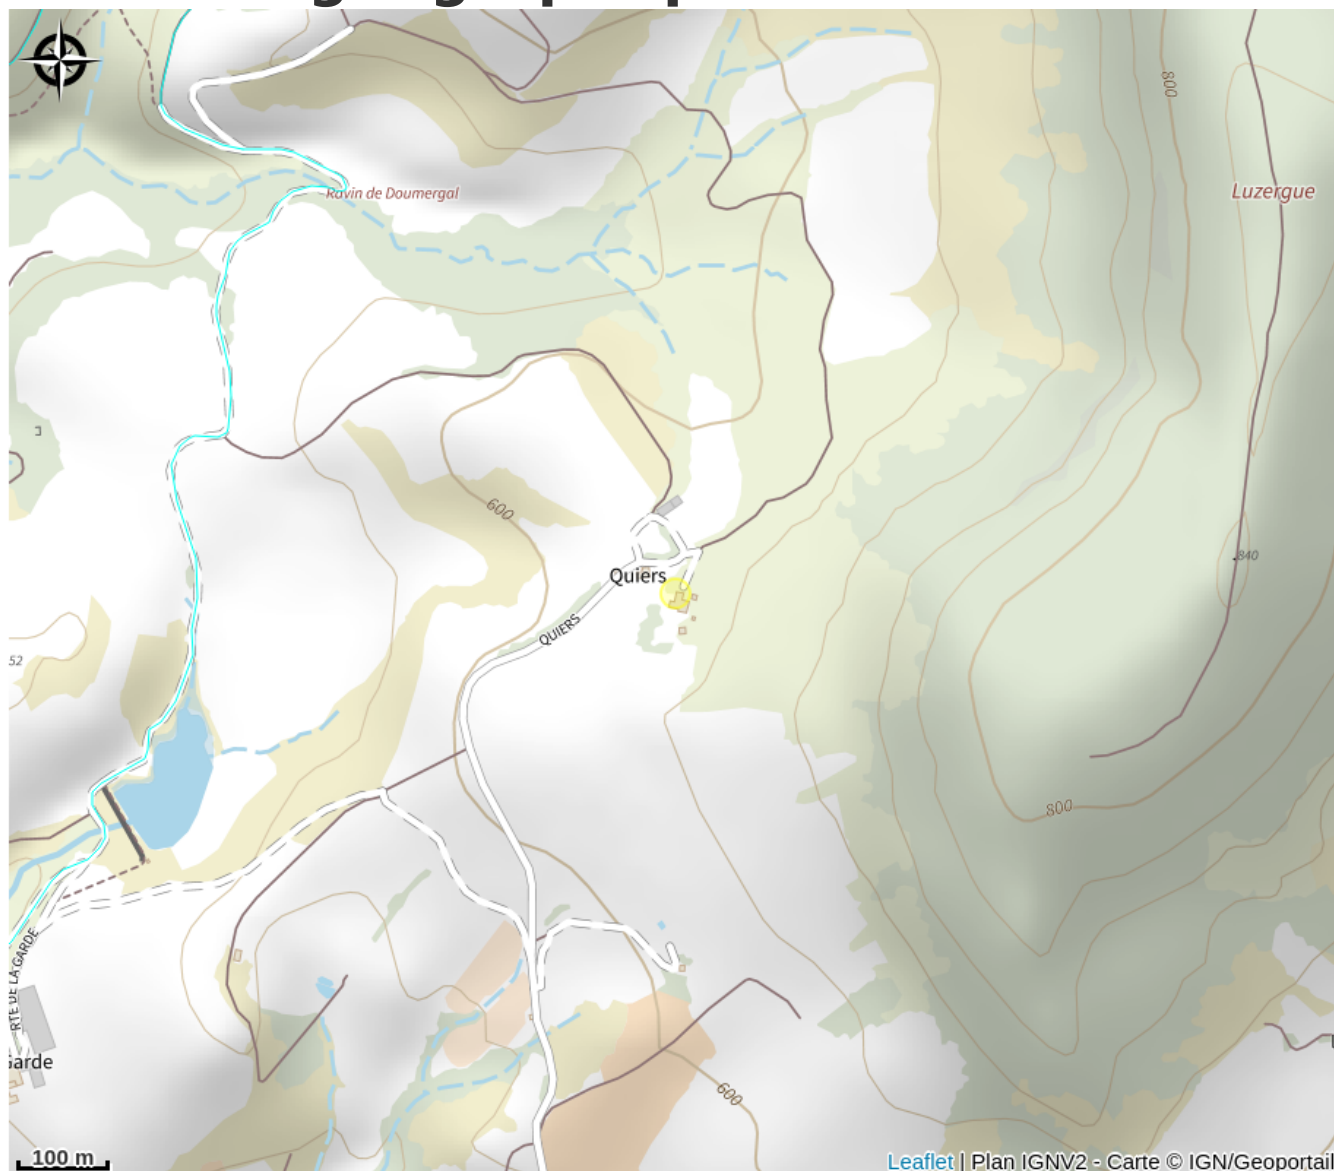 800
Luzergue
Ravin de Doumergal
600
840
Quiers
QUIERS
52
800
RTE DE LA GARDE
Garde
600
100 m
Leaflet | Plan IGNV2 - Carte © IGN/Geoportail